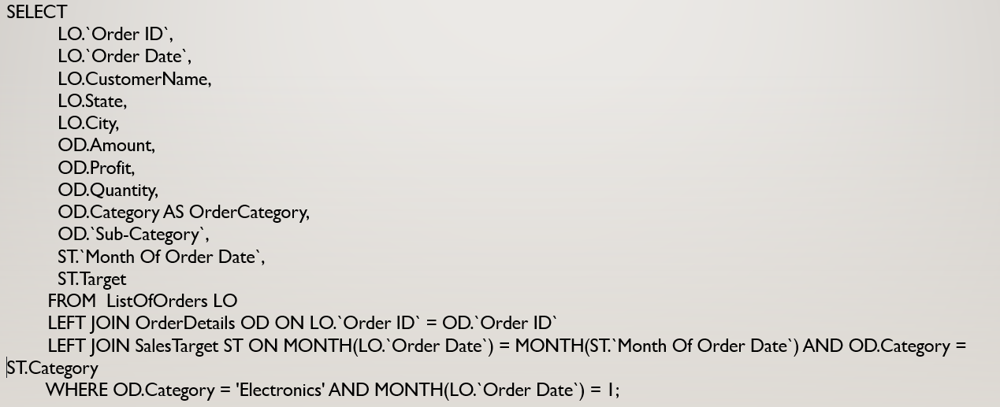 SELECT
LO.`Order ID`,
LO.`Order Date`,
LO.CustomerName,
LO.State,
LO.City,
OD.Amount,
OD.Profit,
OD.Quantity,
OD.Category AS OrderCategory,
OD.`Sub-Category`,
ST.`Month Of Order Date`,
ST.Target
FROM  ListOfOrders LO
LEFT JOIN OrderDetails OD ON LO.`Order ID` = OD.`Order ID`
LEFT JOIN SalesTarget ST ON MONTH(LO.`Order Date`) = MONTH(ST.`Month Of Order Date`) AND OD.Category =
ST.Category
WHERE OD.Category = 'Electronics' AND MONTH(LO.`Order Date`) = 1;